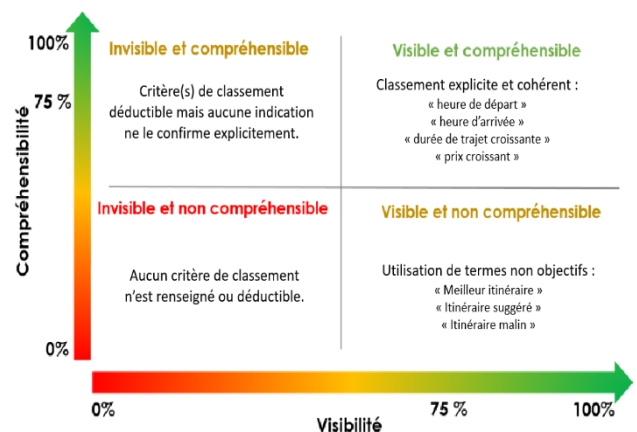 100%
75 %
0%
Compréhensibilité
Invisible et compréhensible
Critère(s) de classement
déductible mais aucune indication
ne le confirme explicitement.
Visible et compréhensible
Classement explicite et cohérent :
« heure de départ »
« heure d'arrivée »
« durée de trajet croissante »
« prix croissant »
Invisible et non compréhensible
Aucun critère de classement
n'est renseigné ou déductible.
Visible et non compréhensible
Utilisation de termes non objectifs :
« Meilleur itinéraire »
« Itinéraire suggéré »
« Itinéraire malin »
0%
75 %
100%
Visibilité